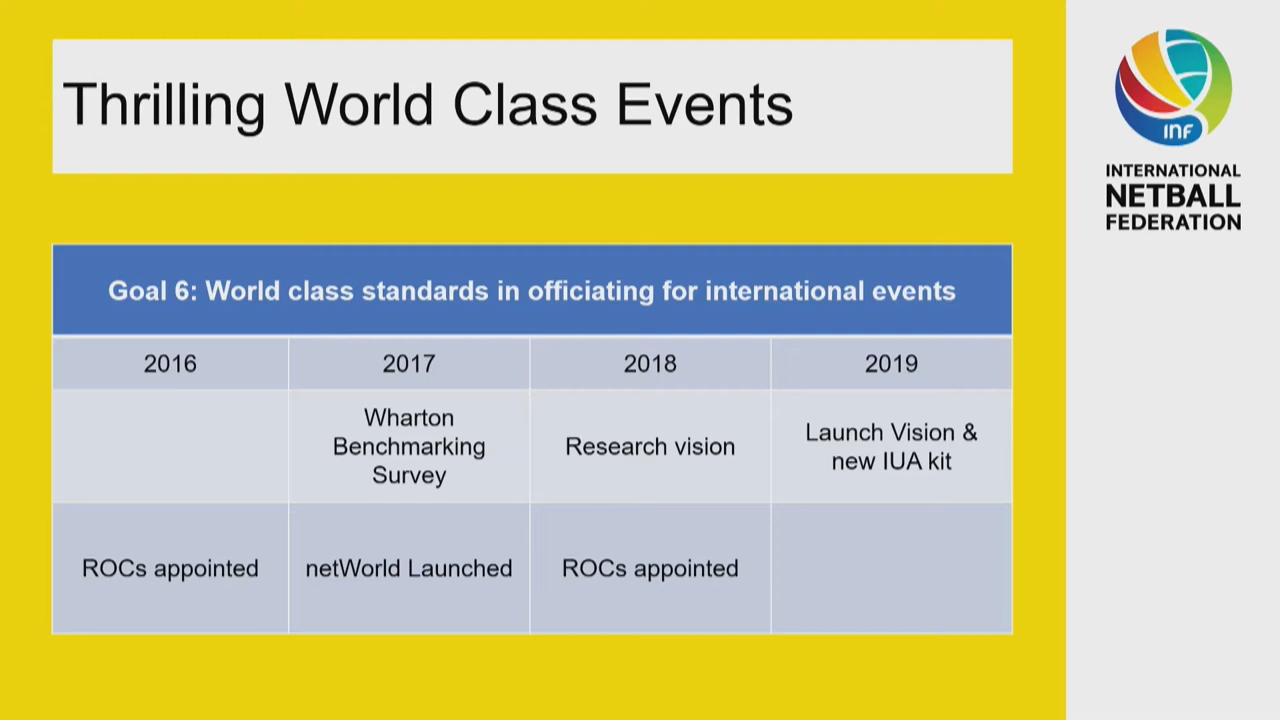 Thrilling World Class Events
INF
INTERNATIONAL
NETBALL
FEDERATION
Goal 6: World class standards in officiating for international events
2016
2017
2018
2019
Wharton
Benchmarking
Survey
Research vision
Launch Vision &
new IUA kit
ROCs appointed
netWorld Launched
ROCs appointed